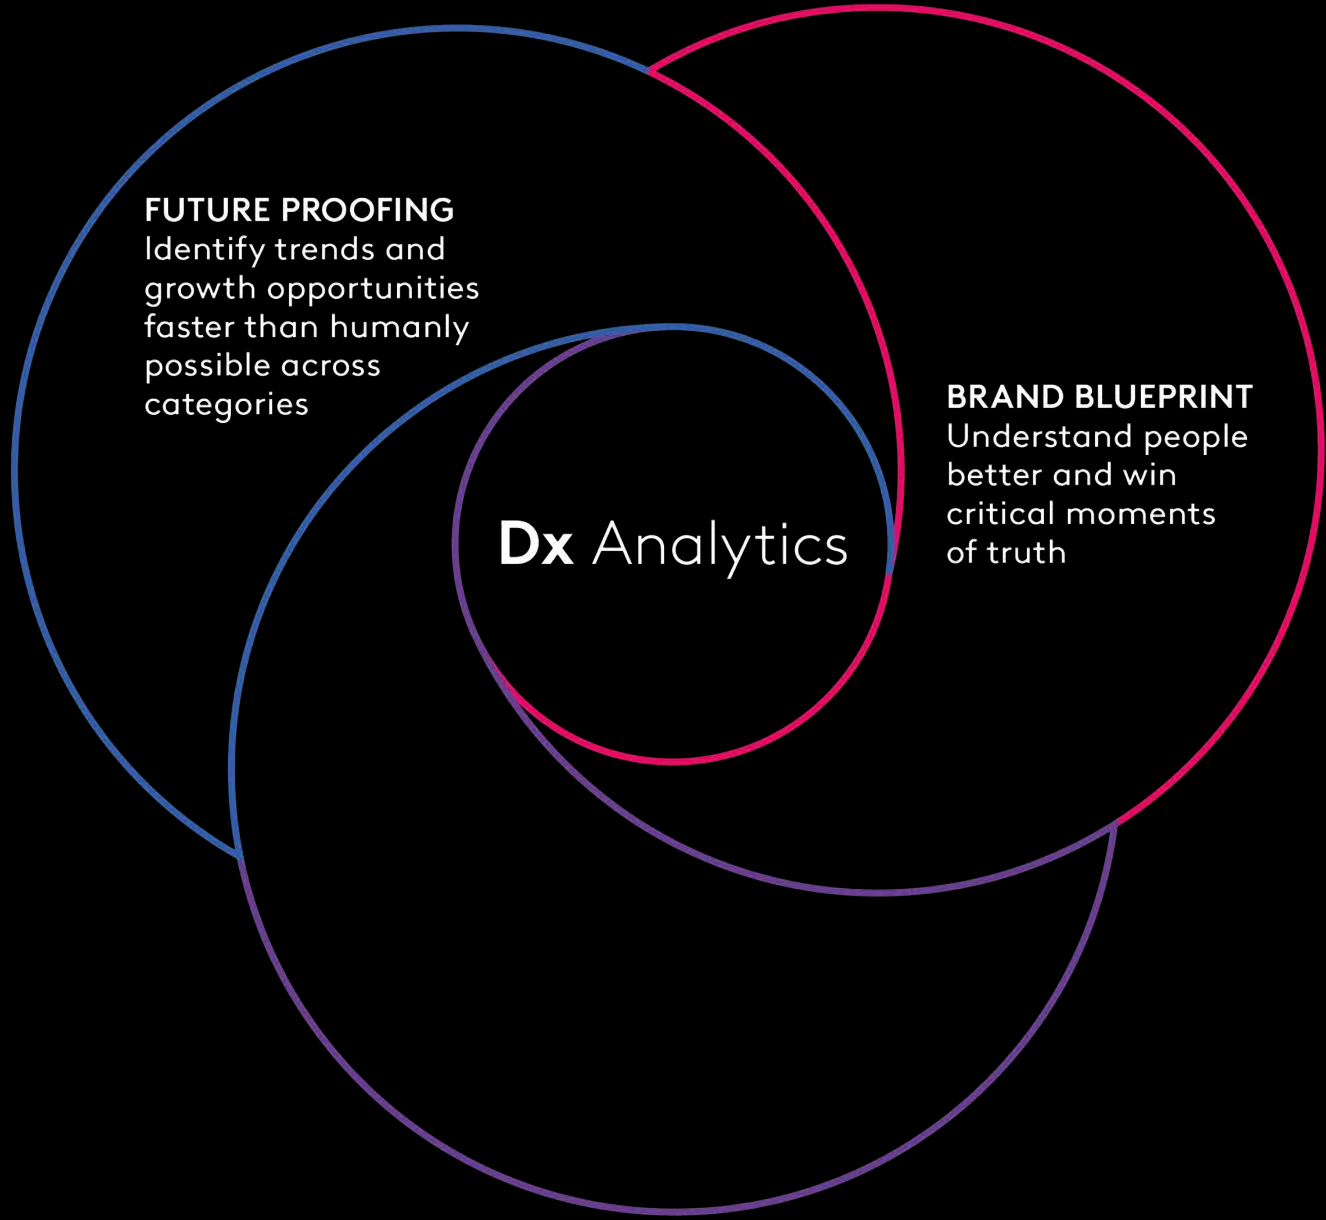 FUTURE PROOFING
Identify trends and
growth opportunities
faster than humanly
possible across
categories
BRAND BLUEPRINT
Understand people
better and win
critical moments
of truth
Dx Analytics